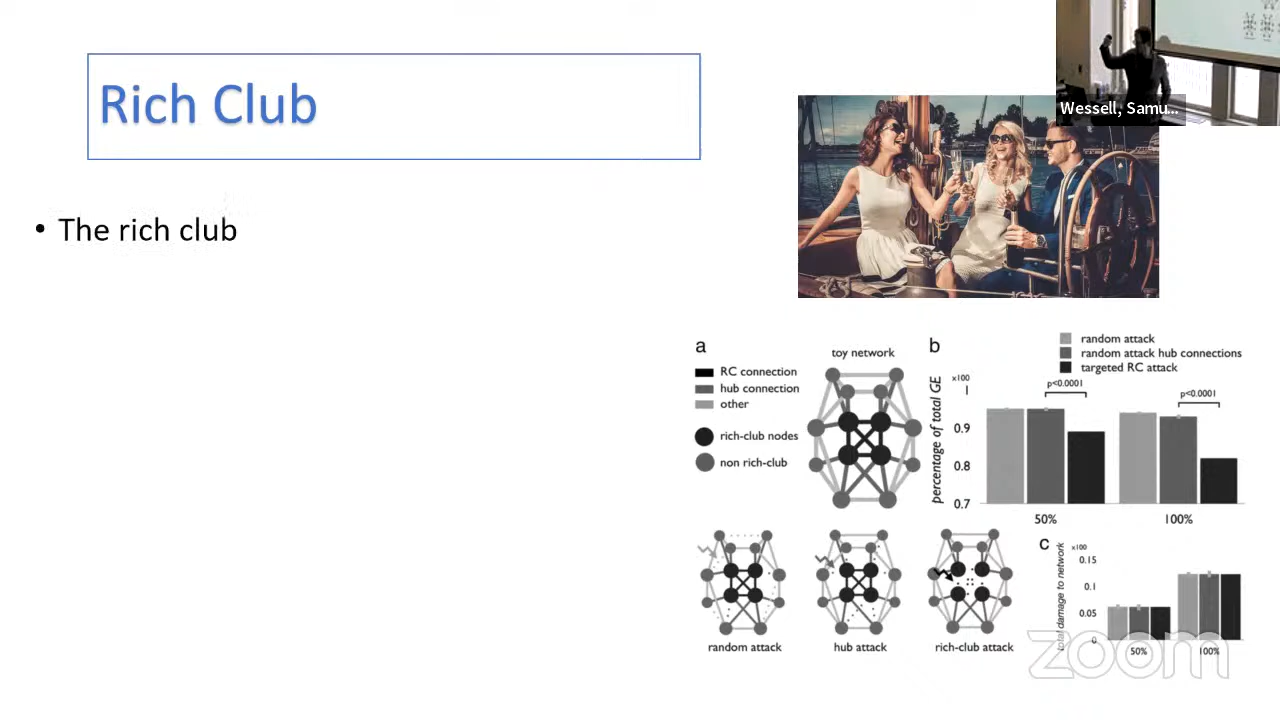 Rich Club
Wessell, Samu...
• The rich club
a
toy network
RC connection
hub connection
other
rich-club nodes
non rich-club
random attack
hub attack
rich-club attack
b
random attack
random attack hub connections
targeted RC attack
percentage of total GE
x100
1
0.9
0.8
0.7
p<0.0001
p<0.0001
50%
100%
c
total damage to network
x100
0.15
0.1
0.05
0
50%
100%
zoom